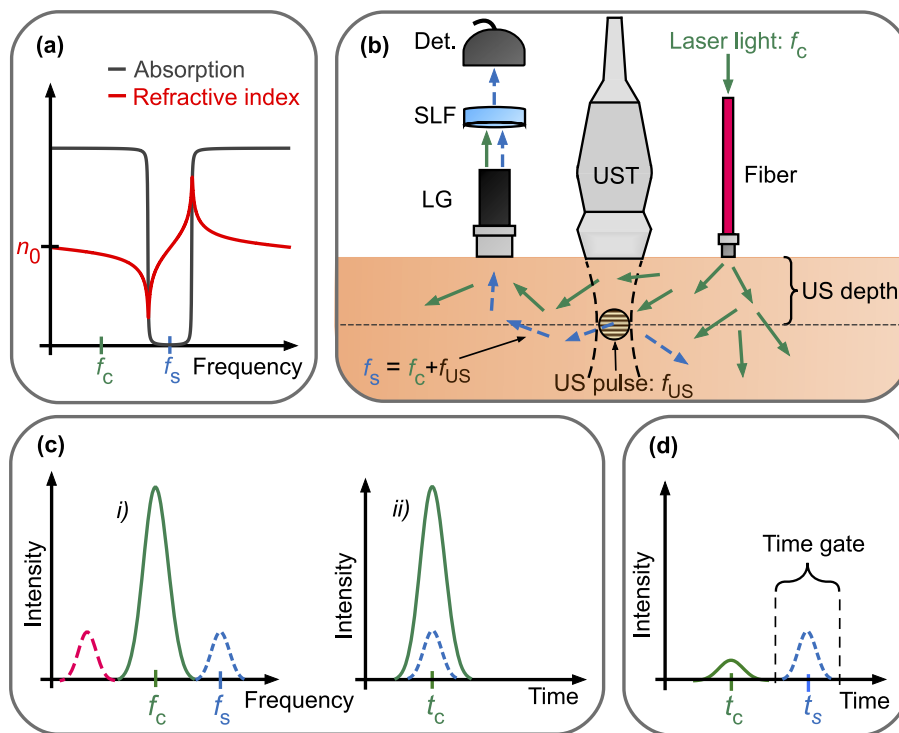 (a)
Absorption
Refractive index
n0
fc
fs
Frequency
(b)
Det.
SLF
LG
UST
Laser light: fc
Fiber
US depth
fs = fc+fUS
US pulse: fUS
(c)
i)
Intensity
fc
fs
Frequency
ii)
Intensity
tc
Time
(d)
Time gate
Intensity
tc
ts
Time